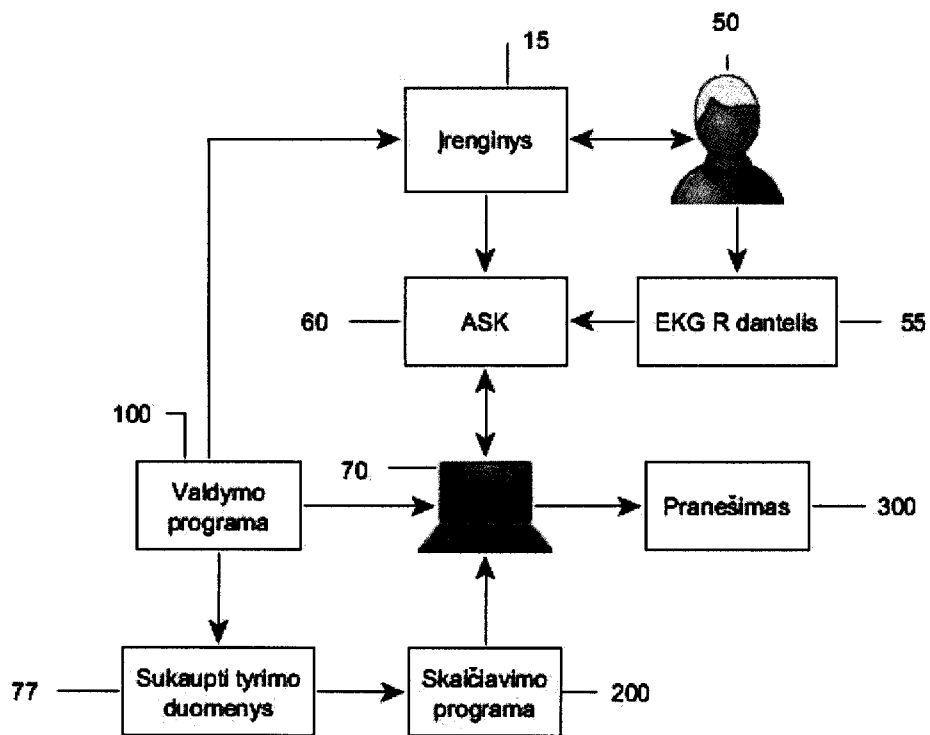 50
15
Įrenginys
60
ASK
EKG R dantelis
55
100
70
Valdymo
programa
Pranešimas
300
77
Sukaupti tyrimo
duomenys
Skaičiavimo
programa
200